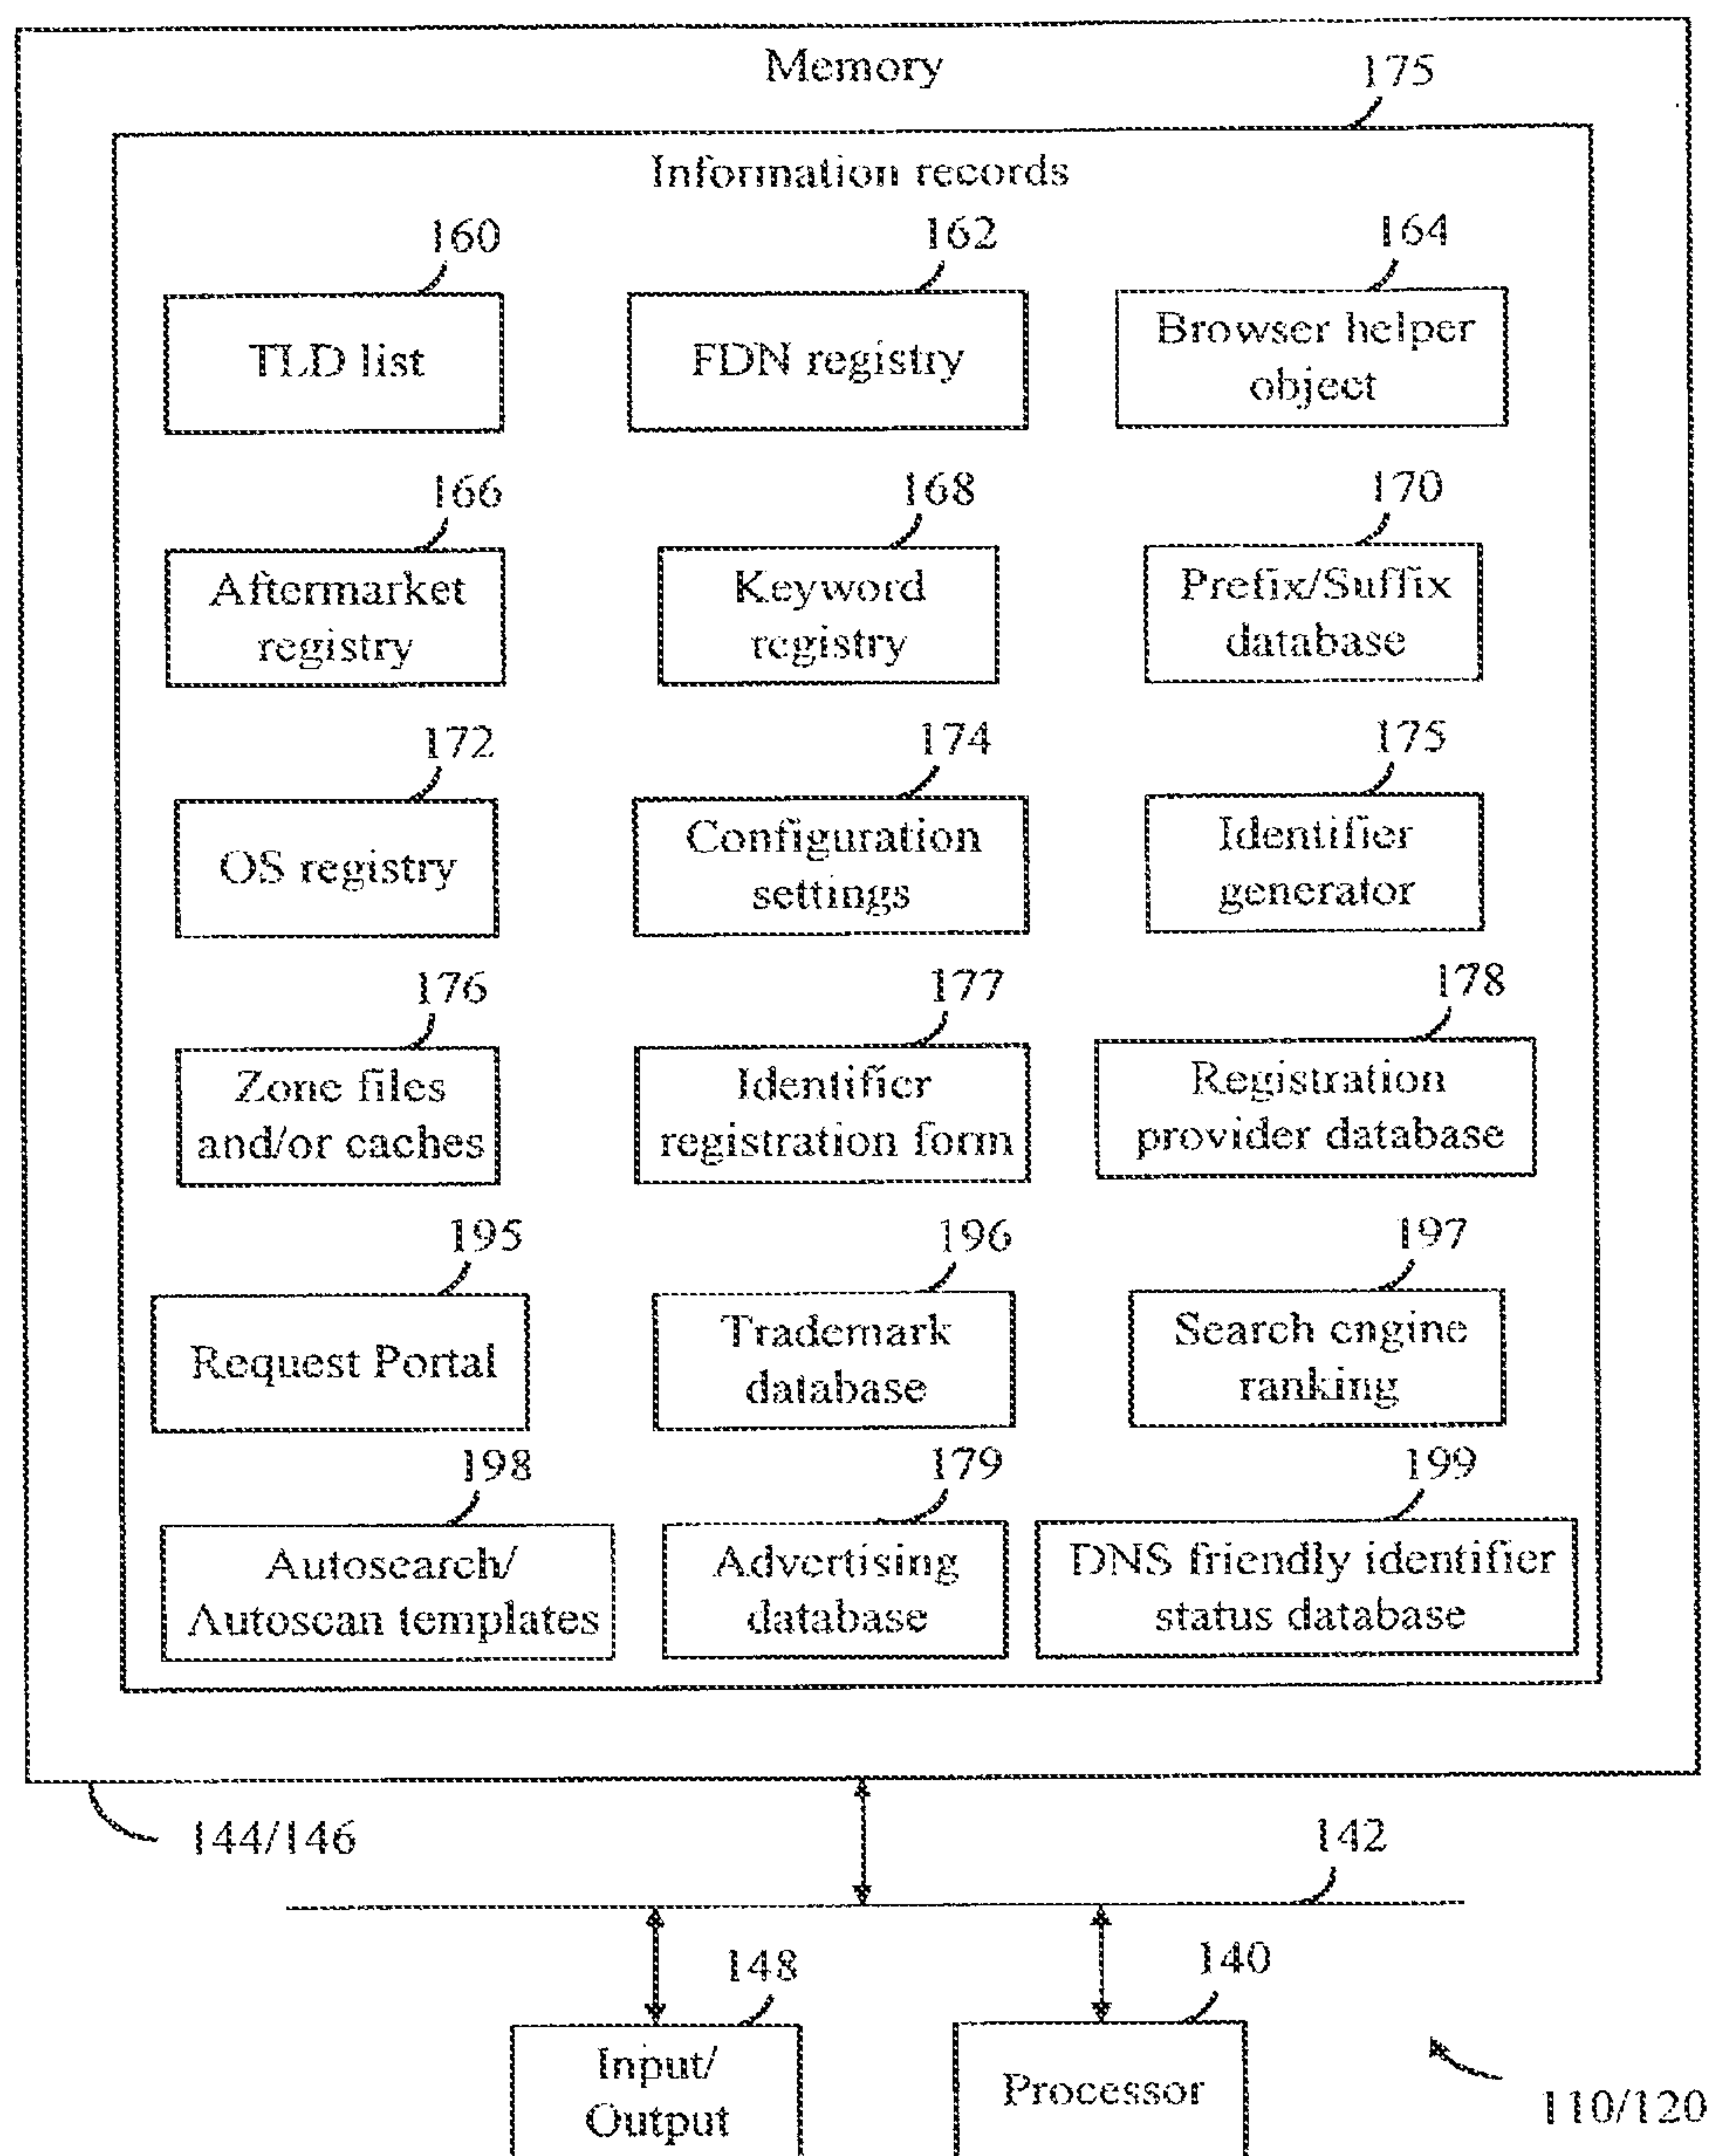 Memory
175
Information records
160
162
164
TLD list
FDN registry
Browser helper
object
166
168
170
Aftermarket
registry
Keyword
registry
Prefix/Suffix
database
172
174
175
OS registry
Configuration
settings
Identifier
generator
176
177
178
Zone files
and/or caches
Identifier
registration form
Registration
provider database
195
196
197
Request Portal
Trademark
database
Search engine
ranking
198
179
199
Autosearch/
Autoscan templates
Advertising
database
DNS friendly identifier
status database
144/146
142
148
140
Input/
Output
Processor
110/120